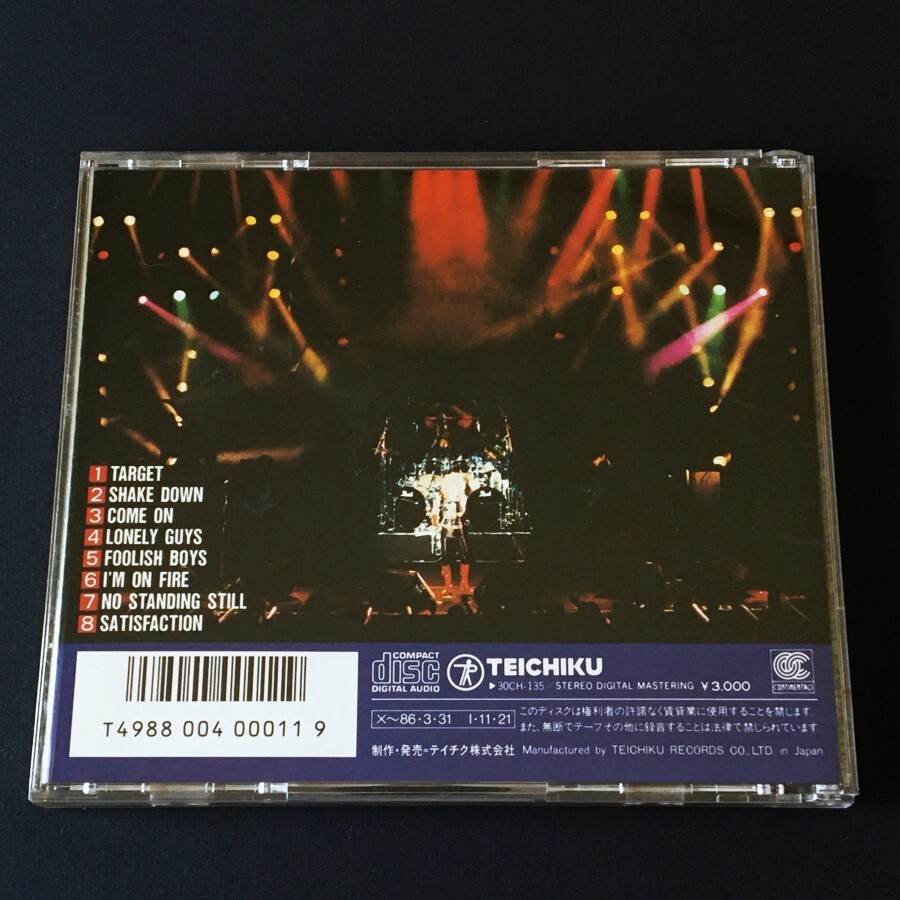 1 TARGET
2 SHAKE DOWN
3 COME ON
4 LONELY GUYS
5 FOOLISH BOYS
6 I'M ON FIRE
7 NO STANDING STILL
8 SATISFACTION
T4988 004 00011 9
COMPACT
disc
DIGITAL AUDIO
TEICHIKU
▶30CH-135 / STEREO DIGITAL MASTERING ¥3,000
CONTINENTAL
X〜86・3・31 I・11・21
このディスクは権利者の許諾なく賃貸業に使用することを禁じます。
また、無断でテープその他に録音することは法律で禁じられています。
制作・発売=テイチク株式会社 Manufactured by TEICHIKU RECORDS CO., LTD. in Japan